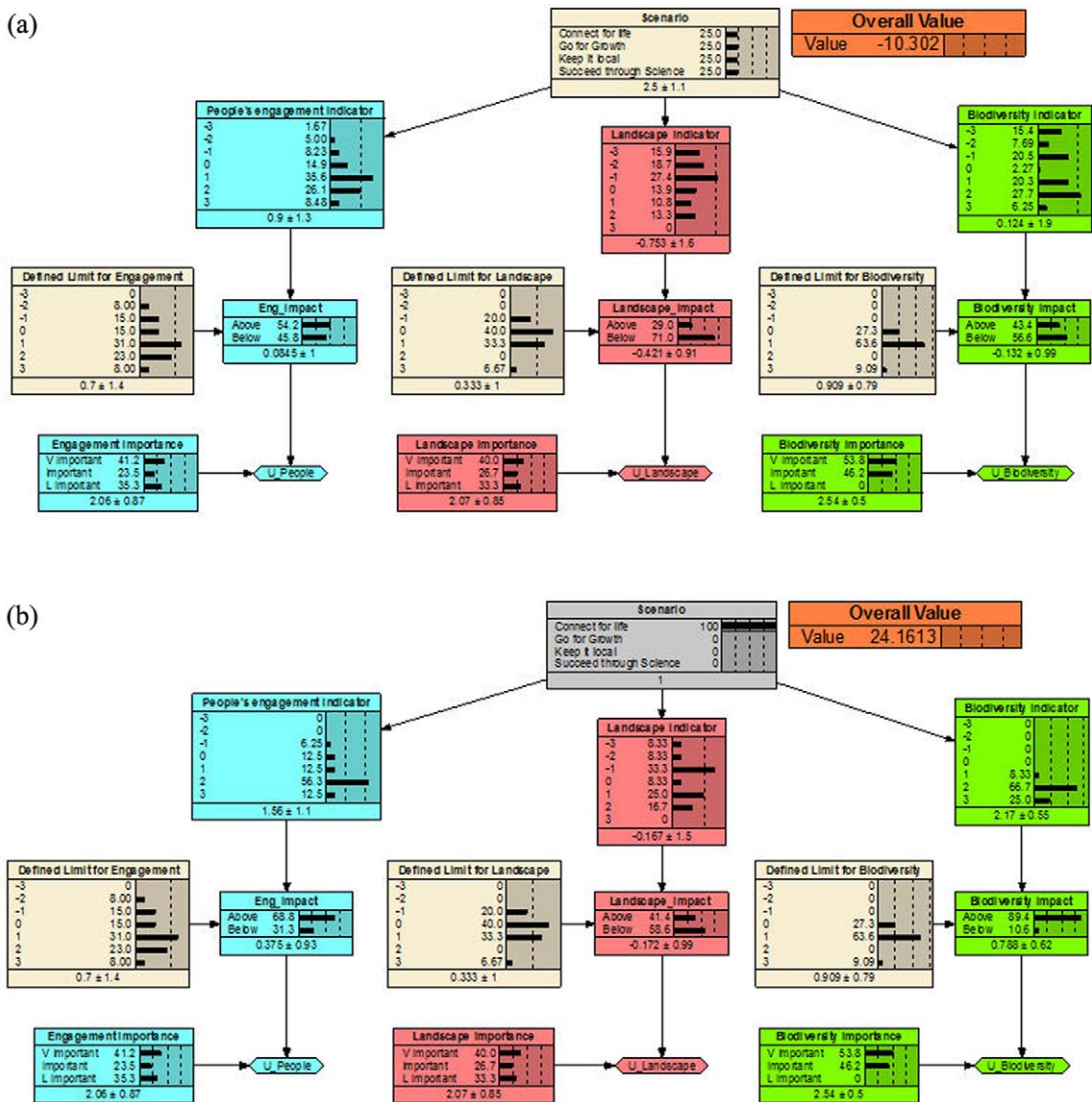 (a)
Scenario
Connect for life 25.0
Go for Growth 25.0
Keep it local 25.0
Succeed through Science 25.0
2.5 ± 1.1
Overall Value
Value -10.302
People's engagement Indicator
-3 1.67
-2 5.00
-1 8.23
0 14.9
1 35.6
2 26.1
3 8.48
0.9 ± 1.3
Landscape Indicator
-3 15.9
-2 18.7
-1 27.4
0 13.9
1 10.8
2 13.3
3 0
-0.753 ± 1.6
Biodiversity Indicator
-3 15.4
-2 7.69
-1 20.5
0 2.27
1 20.3
2 27.7
3 6.25
0.124 ± 1.9
Defined Limit for Engagement
-3 0
-2 8.00
-1 15.0
0 15.0
1 31.0
2 23.0
3 8.00
0.7 ± 1.4
Eng_Impact
Above 54.2
Below 45.8
0.0845 ± 1
Defined Limit for Landscape
-3 0
-2 0
-1 20.0
0 40.0
1 33.3
2 0
3 6.67
0.333 ± 1
Landscape_Impact
Above 29.0
Below 71.0
-0.421 ± 0.91
Defined Limit for Biodiversity
-3 0
-2 0
-1 0
0 27.3
1 63.6
2 0
3 9.09
0.909 ± 0.79
Biodiversity Impact
Above 43.4
Below 56.6
-0.132 ± 0.99
Engagement Importance
V Important 41.2
Important 23.5
L Important 35.3
2.06 ± 0.87
U_People
Landscape Importance
V Important 40.0
Important 26.7
L Important 33.3
2.07 ± 0.85
U_Landscape
Biodiversity Importance
V Important 53.8
Important 46.2
L Important 0
2.54 ± 0.5
U_Biodiversity
(b)
Scenario
Connect for life 100
Go for Growth 0
Keep it local 0
Succeed through Science 0
1
Overall Value
Value 24.1613
People's engagement Indicator
-3 0
-2 0
-1 6.25
0 12.5
1 12.5
2 56.3
3 12.5
1.56 ± 1.1
Landscape Indicator
-3 8.33
-2 8.33
-1 33.3
0 8.33
1 25.0
2 16.7
3 0
-0.167 ± 1.5
Biodiversity Indicator
-3 0
-2 0
-1 0
0 0
1 8.33
2 66.7
3 25.0
2.17 ± 0.55
Defined Limit for Engagement
-3 0
-2 8.00
-1 15.0
0 15.0
1 31.0
2 23.0
3 8.00
0.7 ± 1.4
Eng_Impact
Above 68.8
Below 31.3
0.375 ± 0.93
Defined Limit for Landscape
-3 0
-2 0
-1 20.0
0 40.0
1 33.3
2 0
3 6.67
0.333 ± 1
Landscape_Impact
Above 41.4
Below 58.6
-0.172 ± 0.99
Defined Limit for Biodiversity
-3 0
-2 0
-1 0
0 27.3
1 63.6
2 0
3 9.09
0.909 ± 0.79
Biodiversity Impact
Above 89.4
Below 10.6
0.788 ± 0.62
Engagement Importance
V Important 41.2
Important 23.5
L Important 35.3
2.06 ± 0.87
U_People
Landscape Importance
V Important 40.0
Important 26.7
L Important 33.3
2.07 ± 0.85
U_Landscape
Biodiversity Importance
V Important 53.8
Important 46.2
L Important 0
2.54 ± 0.5
U_Biodiversity